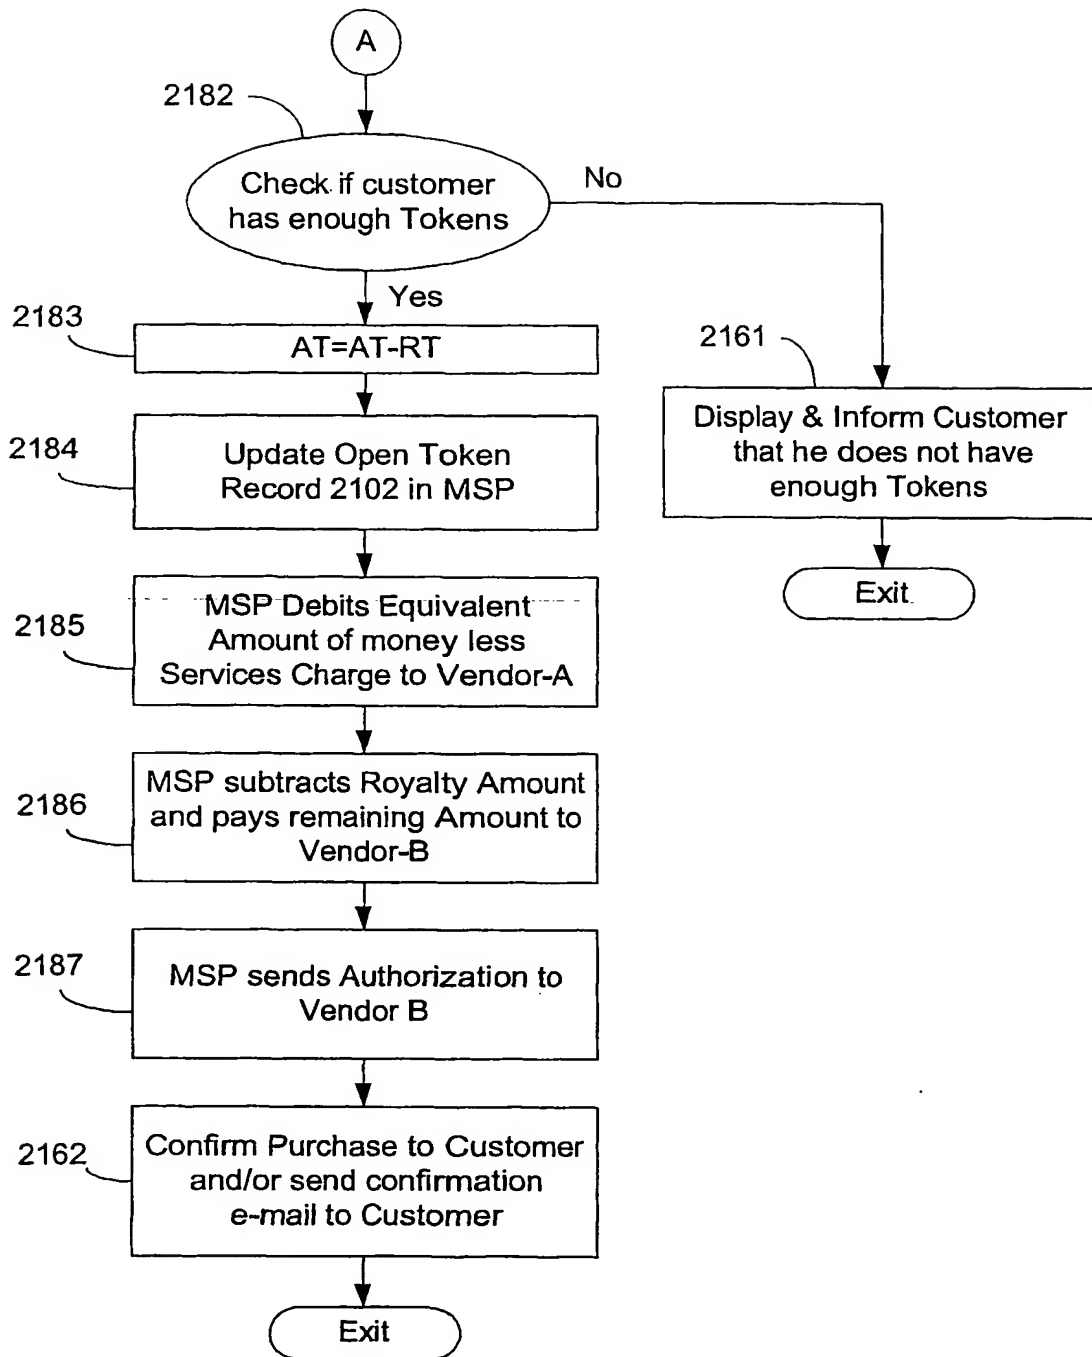 A
2182
Check if customer
has enough Tokens
No
Yes
2183
AT=AT-RT
2161
Display & Inform Customer
that he does not have
enough Tokens
Exit
2184
Update Open Token
Record 2102 in MSP
2185
MSP Debits Equivalent
Amount of money less
Services Charge to Vendor-A
2186
MSP subtracts Royalty Amount
and pays remaining Amount to
Vendor-B
2187
MSP sends Authorization to
Vendor B
2162
Confirm Purchase to Customer
and/or send confirmation
e-mail to Customer
Exit